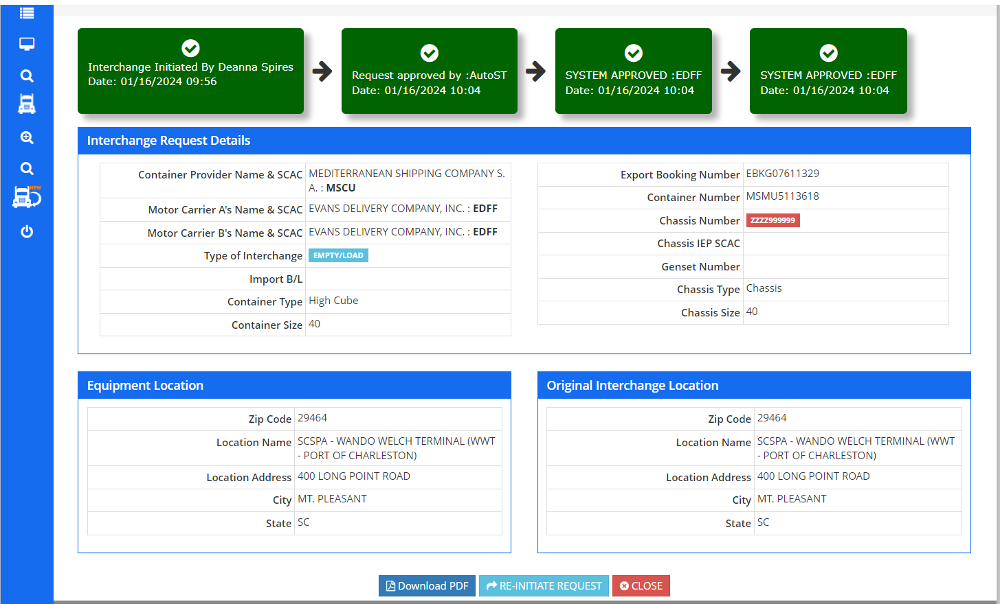 NEW
Interchange Initiated By Deanna Spires
Date: 01/16/2024 09:56
Request approved by :AutoST
Date: 01/16/2024 10:04
SYSTEM APPROVED :EDFF
Date: 01/16/2024 10:04
SYSTEM APPROVED :EDFF
Date: 01/16/2024 10:04
Interchange Request Details
Container Provider Name & SCAC MEDITERRANEAN SHIPPING COMPANY S.
A. : MSCU
Motor Carrier A's Name & SCAC EVANS DELIVERY COMPANY, INC. : EDFF
Motor Carrier B's Name & SCAC EVANS DELIVERY COMPANY, INC. : EDFF
Type of Interchange EMPTY/LOAD
Import B/L
Container Type High Cube
Container Size 40
Export Booking Number EBKG07611329
Container Number MSMU5113618
Chassis Number ZZZZ999999
Chassis IEP SCAC
Genset Number
Chassis Type Chassis
Chassis Size 40
Equipment Location
Zip Code 29464
Location Name SCSPA - WANDO WELCH TERMINAL (WWT
- PORT OF CHARLESTON)
Location Address 400 LONG POINT ROAD
City MT. PLEASANT
State SC
Original Interchange Location
Zip Code 29464
Location Name SCSPA - WANDO WELCH TERMINAL (WWT
- PORT OF CHARLESTON)
Location Address 400 LONG POINT ROAD
City MT. PLEASANT
State SC
Download PDF
RE-INITIATE REQUEST
CLOSE